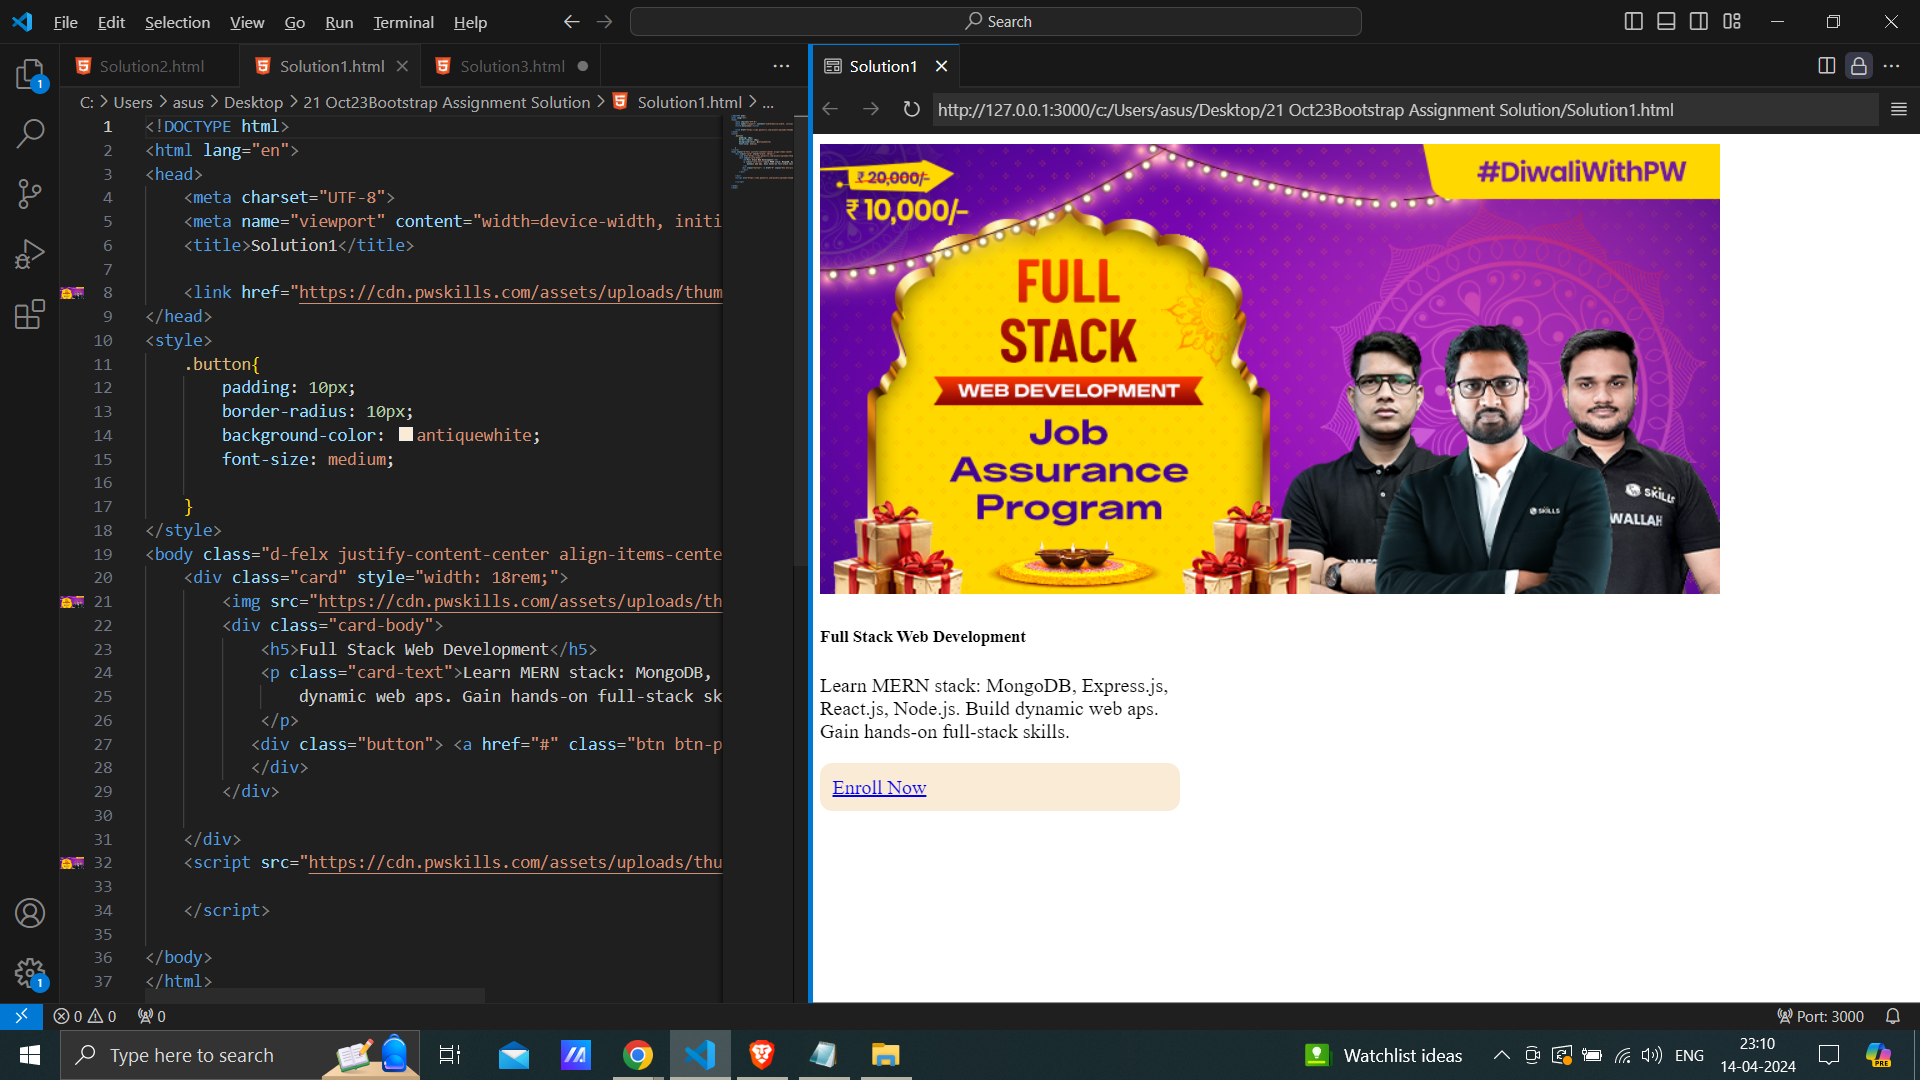 File Edit Selection View Go Run Terminal Help
Search
Solution2.html
Solution1.html
Solution3.html
C: > Users > asus > Desktop > 21 Oct23Bootstrap Assignment Solution > Solution1.html > ...
1 <!DOCTYPE html>
2 <html lang="en">
3 <head>
4 <meta charset="UTF-8">
5 <meta name="viewport" content="width=device-width, initi
6 <title>Solution1</title>
7
8 <link href="https://cdn.pwskills.com/assets/uploads/thum
9 </head>
10 <style>
11 .button{
12 padding: 10px;
13 border-radius: 10px;
14 background-color: antiquewhite;
15 font-size: medium;
16
17 }
18 </style>
19 <body class="d-felx justify-content-center align-items-cente
20 <div class="card" style="width: 18rem;">
21 <img src="https://cdn.pwskills.com/assets/uploads/th
22 <div class="card-body">
23 <h5>Full Stack Web Development</h5>
24 <p class="card-text">Learn MERN stack: MongoDB,
25 dynamic web aps. Gain hands-on full-stack sk
26 </p>
27 <div class="button"> <a href="#" class="btn btn-p
28 </div>
29 </div>
30
31 </div>
32 <script src="https://cdn.pwskills.com/assets/uploads/thu
33
34 </script>
35
36 </body>
37 </html>
1
1
Solution1
http://127.0.0.1:3000/c:/Users/asus/Desktop/21 Oct23Bootstrap Assignment Solution/Solution1.html
₹ 20,000/-
₹ 10,000/-
#DiwaliWithPW
FULL
STACK
WEB DEVELOPMENT
Job
Assurance
Program
SKILLS
SKILLS
WALLAH
Full Stack Web Development
Learn MERN stack: MongoDB, Express.js,
React.js, Node.js. Build dynamic web aps.
Gain hands-on full-stack skills.
Enroll Now
0 0 0
Port: 3000
Type here to search
Watchlist ideas
ENG
23:10
14-04-2024
PRE